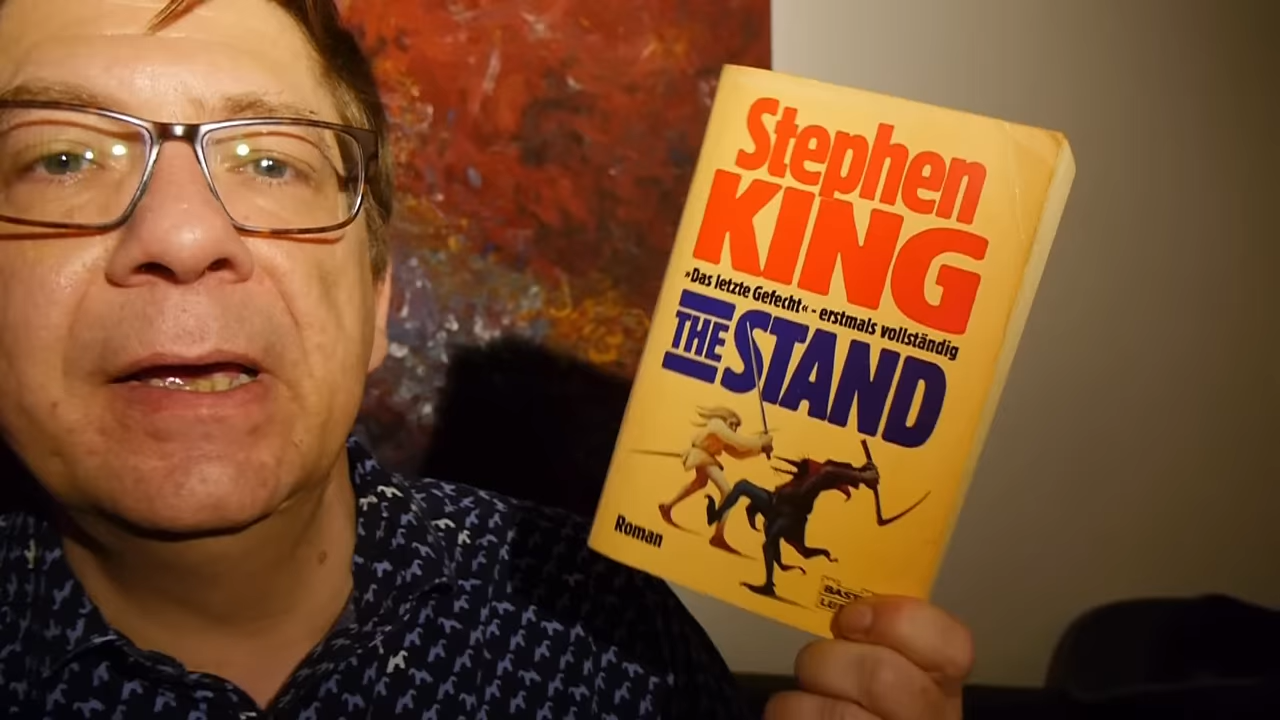 Stephen
KING
»Das letzte Gefecht« - erstmals vollständig
THE STAND
Roman